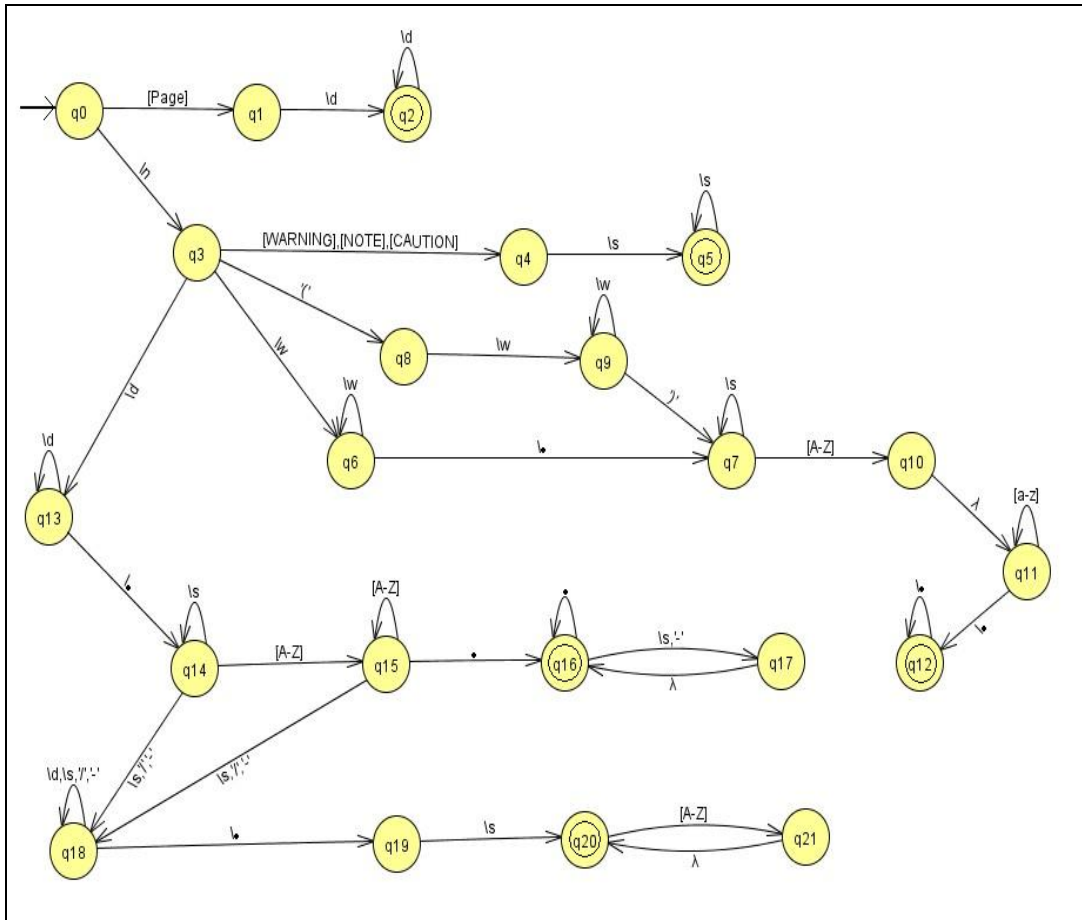 \d
[Page]
\d
q0
q1
q2
\n
\s
[WARNING],[NOTE],[CAUTION]
\s
q3
q4
q5
'('
\w
\w
\w
q8
q9
\d
\w
')'
\s
\d
\.
[A-Z]
q6
q7
q10
λ
[a-z]
q13
q11
\.
\s
[A-Z]
.
\.
\.
[A-Z]
.
\s,'-'
q14
q15
q16
q17
q12
λ
\s,'/','-'
\s,'/','-'
\d,\s,'/','-'
[A-Z]
\.
\s
q18
q19
q20
q21
λ